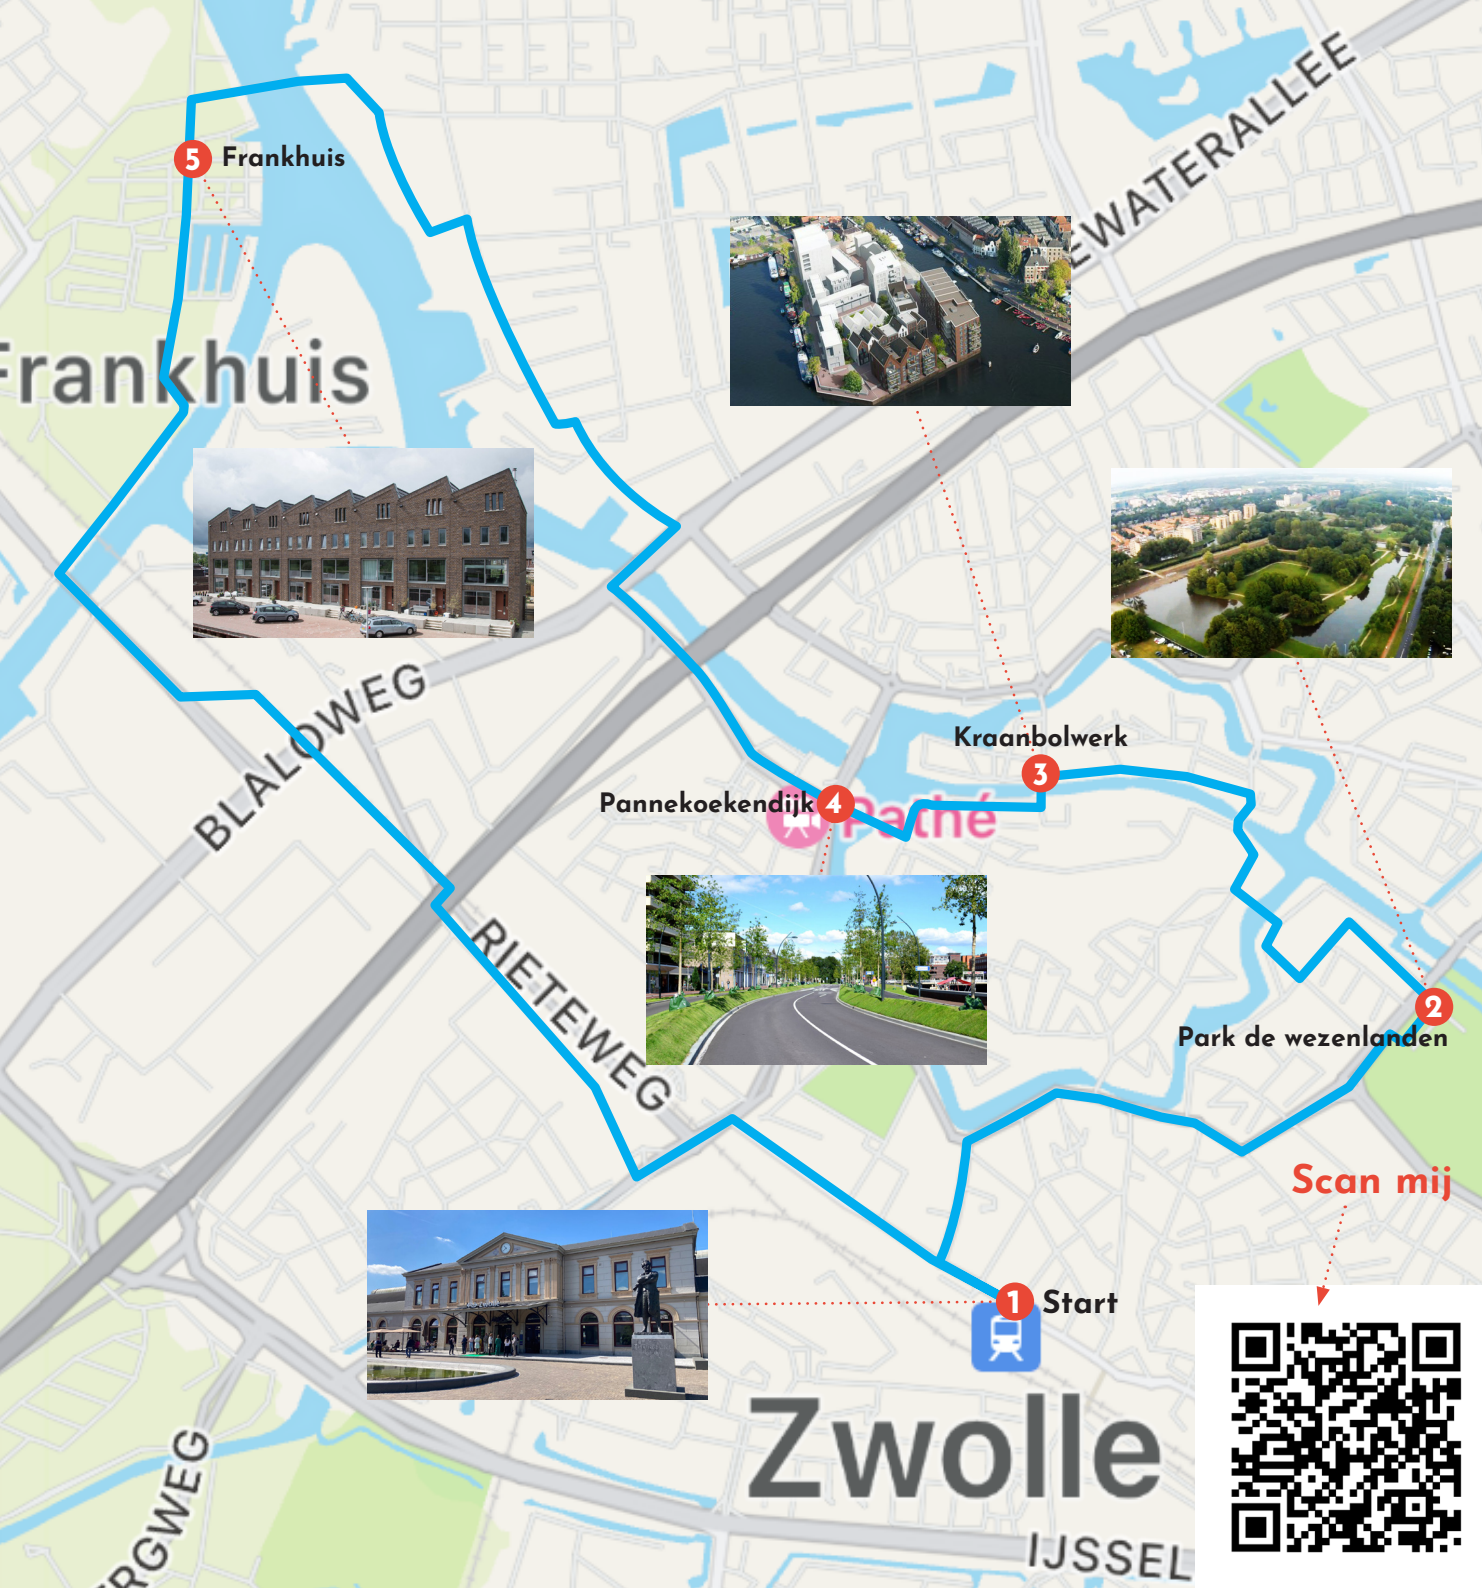 5 Frankhuis
EWATERALLEE
Frankhuis
BLALOWEG
Kraanbolwerk
3
Pannekoekendijk 4
Pathé
RIETEWEG
2
Park de wezenlanden
Scan mij
1 Start
Zwolle
RGWEG
IJSSEL